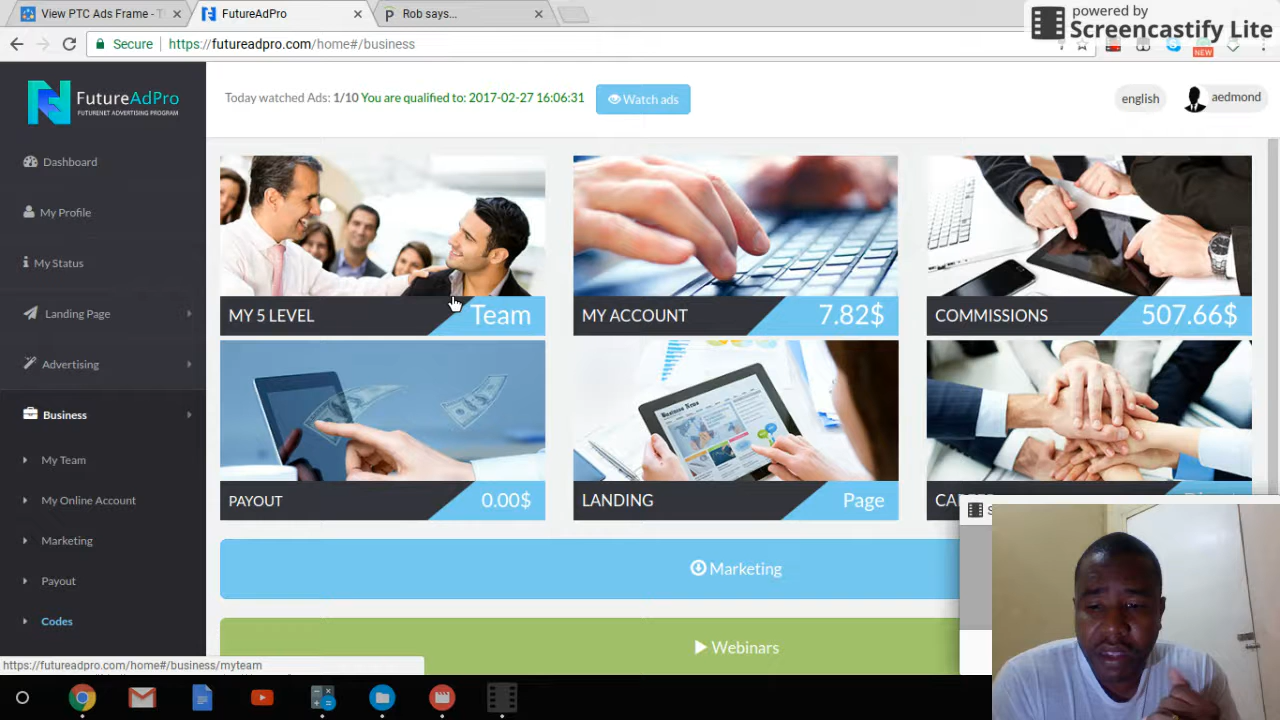 View PTC Ads Frame - T
FutureAdPro
Rob says...
powered by
Screencastify Lite
Secure
https://futureadpro.com/home#/business
NEW
FutureAdPro
FUTURENET ADVERTISING PROGRAM
Today watched Ads: 1/10 You are qualified to: 2017-02-27 16:06:31
Watch ads
english
aedmond
Dashboard
My Profile
My Status
Landing Page
Advertising
Business
My Team
My Online Account
Marketing
Payout
Codes
MY 5 LEVEL
Team
MY ACCOUNT
7.82$
COMMISSIONS
507.66$
PAYOUT
0.00$
Business News
LANDING
Page
Marketing
Webinars
https://futureadpro.com/home#/business/myteam